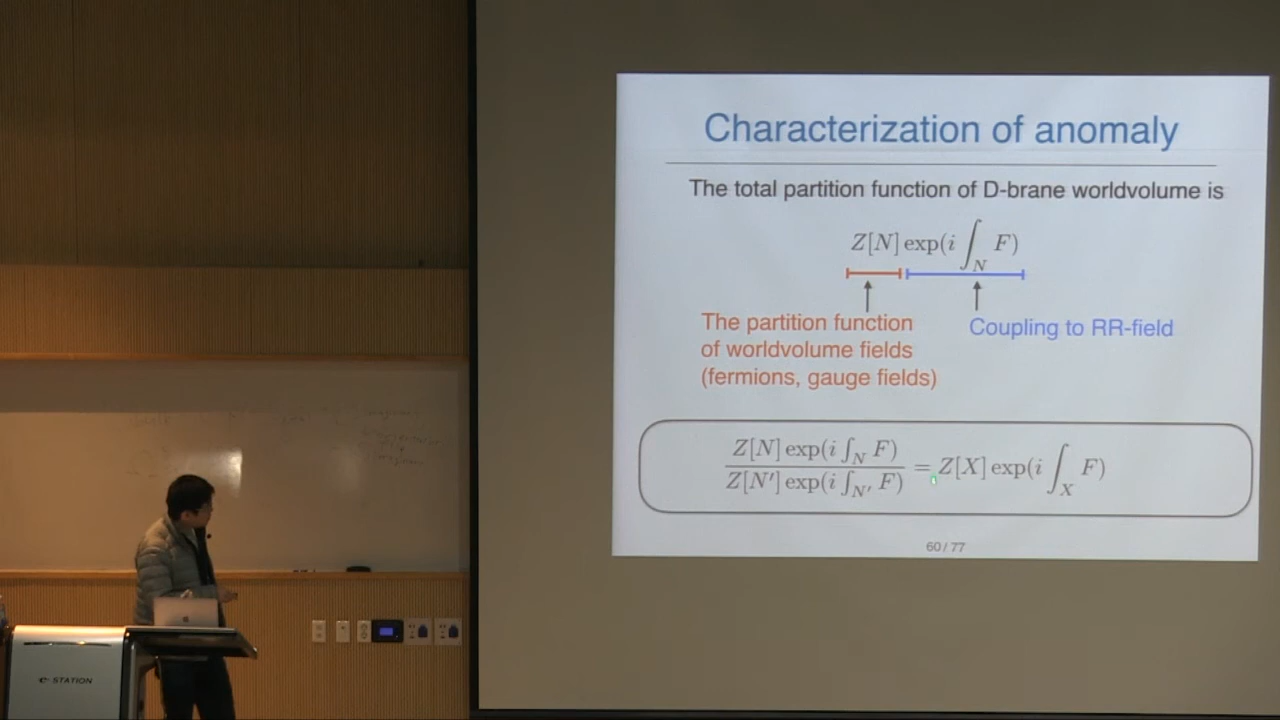 Characterization of anomaly
The total partition function of D-brane worldvolume is
Z[N] exp(i ∫_N F)
The partition function
of worldvolume fields
(fermions, gauge fields)
Coupling to RR-field
Z[N] exp(i ∫_N F)
Z[N′] exp(i ∫_{N′} F)
= Z[X] exp(i ∫_X F)
60 / 77
e-STATION